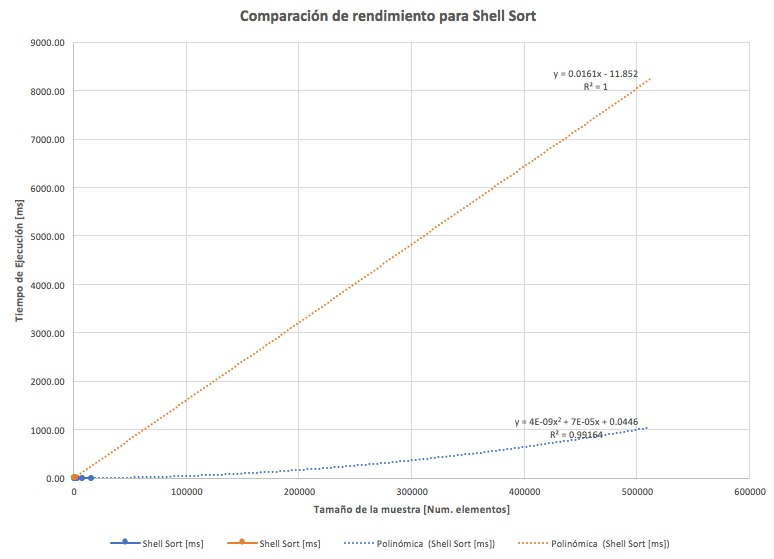 Comparación de rendimiento para Shell Sort
9000.00
8000.00
7000.00
6000.00
5000.00
4000.00
3000.00
2000.00
1000.00
0.00
Tiempo de Ejecución [ms]
y = 0.0161x - 11.852
R² = 1
y = 4E-09x² + 7E-05x + 0.0446
R² = 0.99164
0 100000 200000 300000 400000 500000 600000
Tamaño de la muestra [Num. elementos]
Shell Sort [ms] Shell Sort [ms] Polinómica (Shell Sort [ms]) Polinómica (Shell Sort [ms])